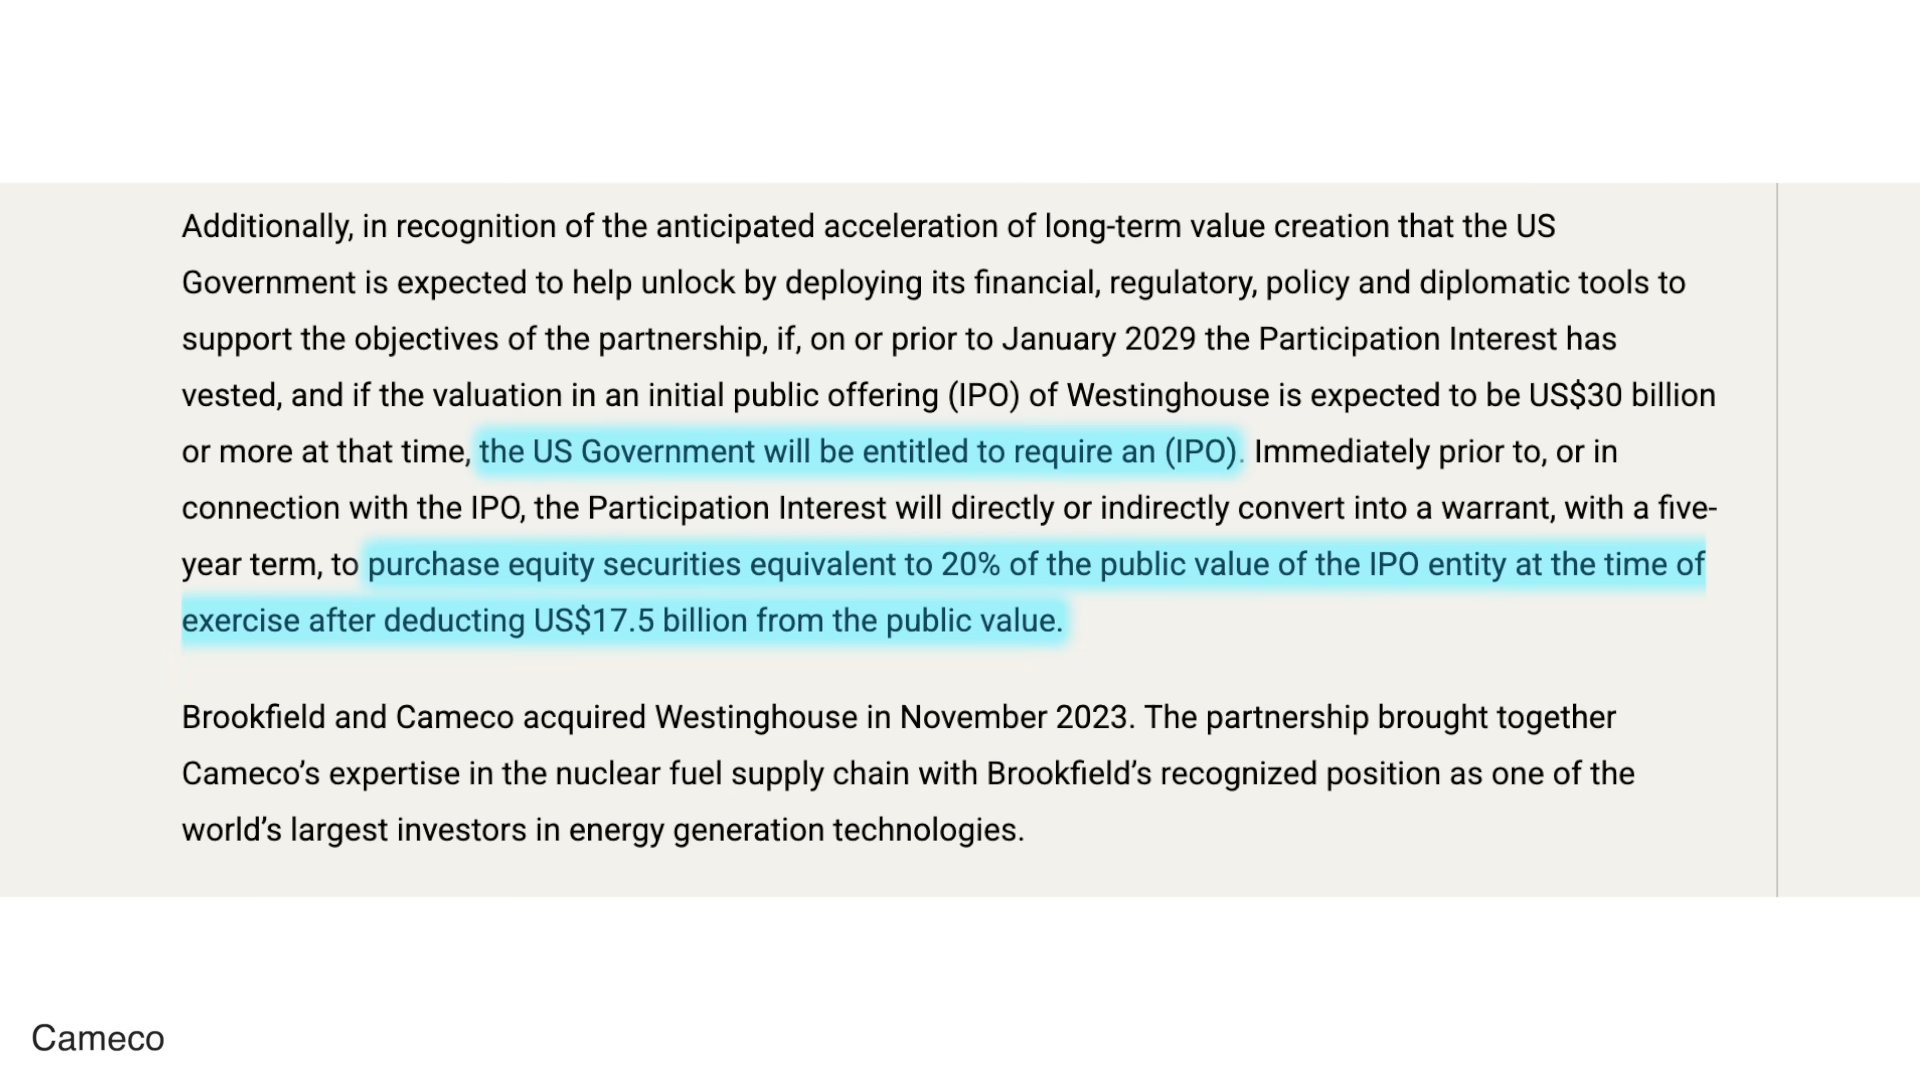 Additionally, in recognition of the anticipated acceleration of long-term value creation that the US
Government is expected to help unlock by deploying its financial, regulatory, policy and diplomatic tools to
support the objectives of the partnership, if, on or prior to January 2029 the Participation Interest has
vested, and if the valuation in an initial public offering (IPO) of Westinghouse is expected to be US$30 billion
or more at that time, the US Government will be entitled to require an (IPO). Immediately prior to, or in
connection with the IPO, the Participation Interest will directly or indirectly convert into a warrant, with a five-
year term, to purchase equity securities equivalent to 20% of the public value of the IPO entity at the time of
exercise after deducting US$17.5 billion from the public value.
Brookfield and Cameco acquired Westinghouse in November 2023. The partnership brought together
Cameco’s expertise in the nuclear fuel supply chain with Brookfield’s recognized position as one of the
world’s largest investors in energy generation technologies.
Cameco